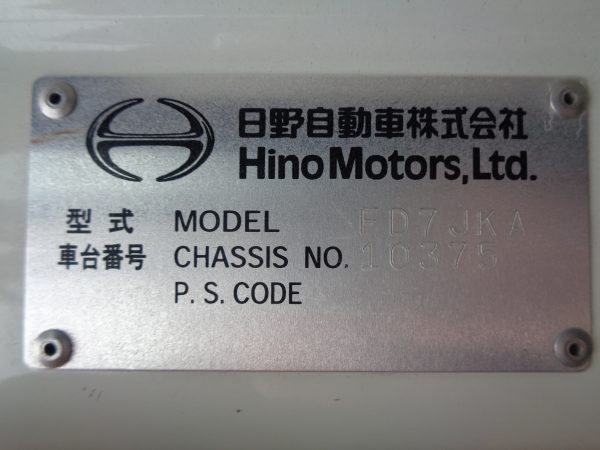 日野自動車株式会社
Hino Motors, Ltd.
型式 MODEL FD7JKA
車台番号 CHASSIS NO. 10375
P. S. CODE